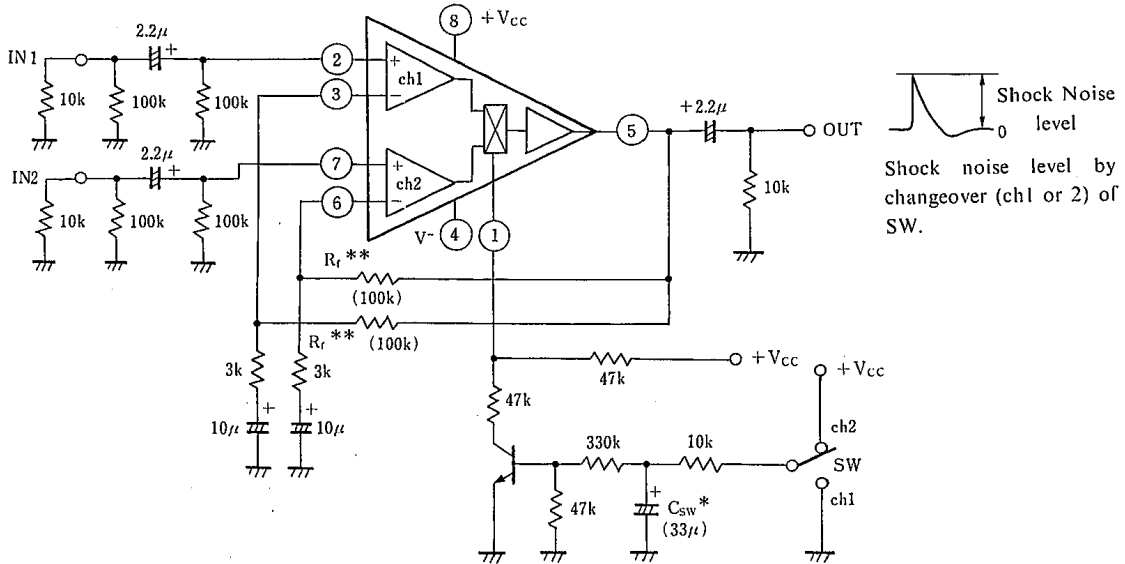 8
+Vcc
2.2μ
+
IN1
2
+
ch1
3
−
10k
100k
100k
5
+2.2μ
OUT
10k
2.2μ
+
IN2
7
+
ch2
6
−
10k
100k
100k
V-
4
1
Rf**
(100k)
Rf**
(100k)
3k
3k
+
+
10μ
10μ
47k
+Vcc
47k
330k
10k
47k
+
Csw*
(33μ)
+Vcc
ch2
SW
ch1
Shock Noise
level
0
Shock noise level by
changeover (ch1 or 2) of
SW.